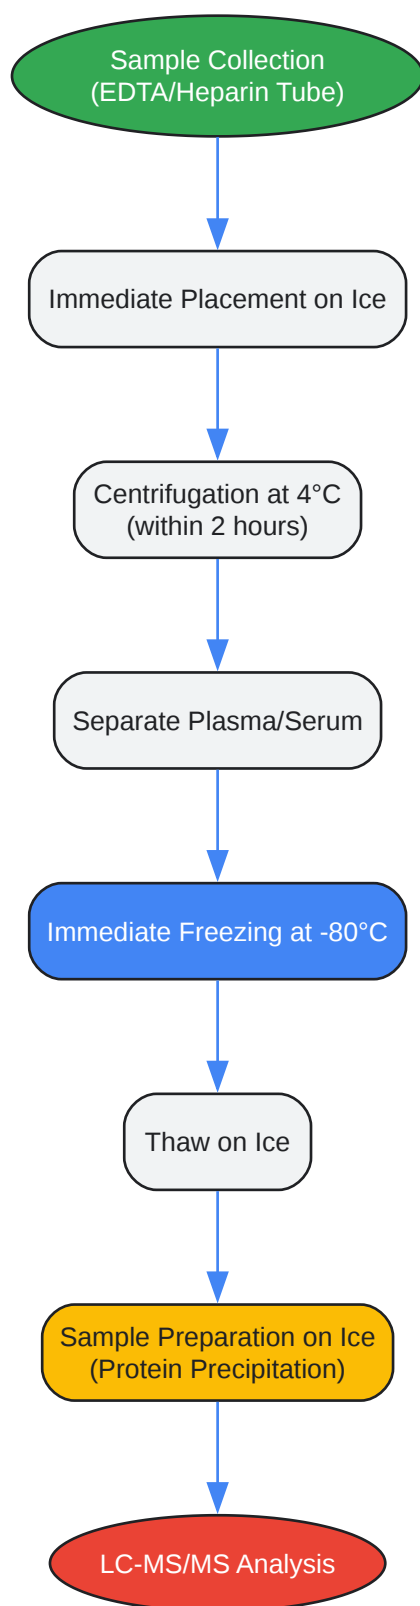 Sample Collection
(EDTA/Heparin Tube)
Immediate Placement on Ice
Centrifugation at 4°C
(within 2 hours)
Separate Plasma/Serum
Immediate Freezing at -80°C
Thaw on Ice
Sample Preparation on Ice
(Protein Precipitation)
LC-MS/MS Analysis